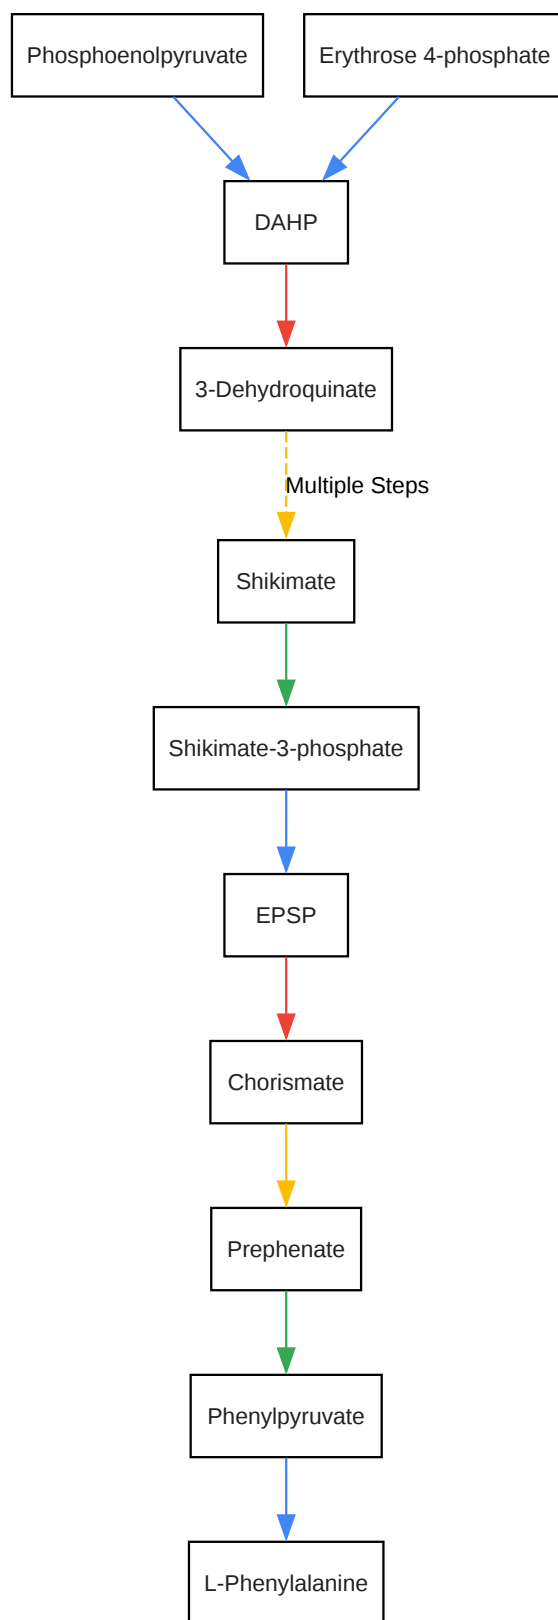 Phosphoenolpyruvate
Erythrose 4-phosphate
DAHP
3-Dehydroquinate
Multiple Steps
Shikimate
Shikimate-3-phosphate
EPSP
Chorismate
Prephenate
Phenylpyruvate
L-Phenylalanine